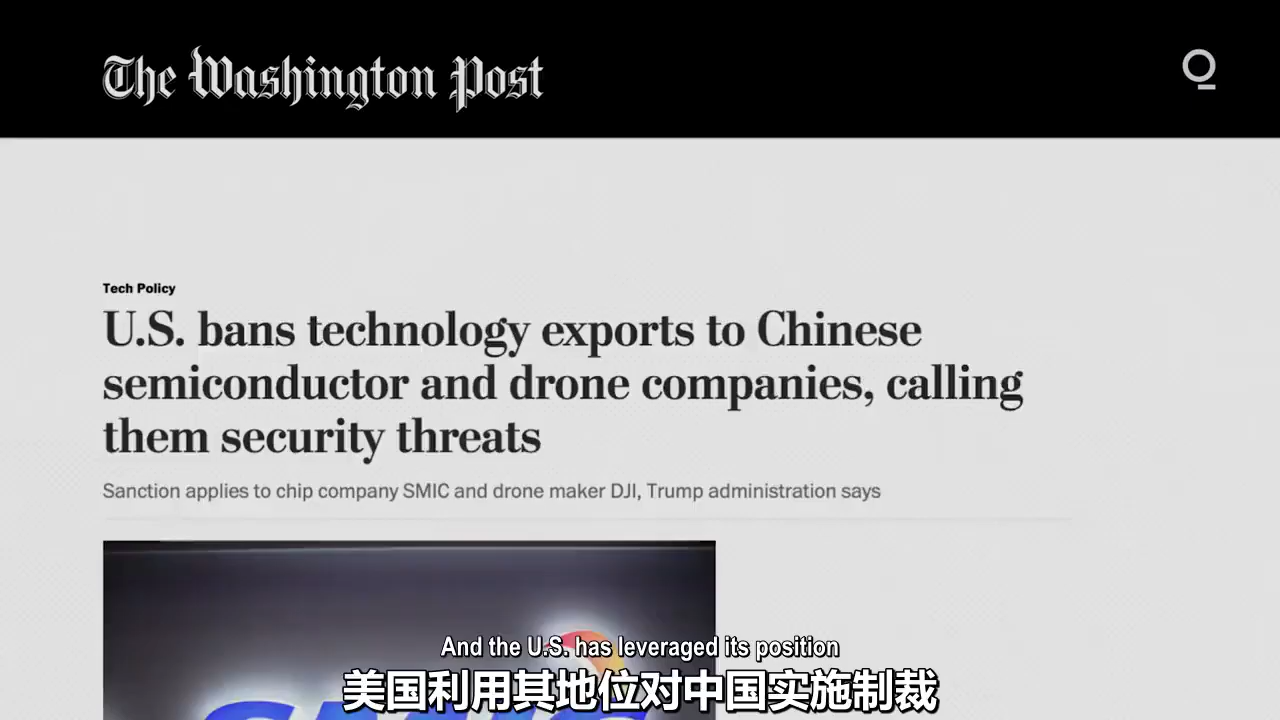 The Washington Post
Tech Policy
U.S. bans technology exports to Chinese
semiconductor and drone companies, calling
them security threats
Sanction applies to chip company SMIC and drone maker DJI, Trump administration says
SMIC
And the U.S. has leveraged its position
美国利用其地位对中国实施制裁